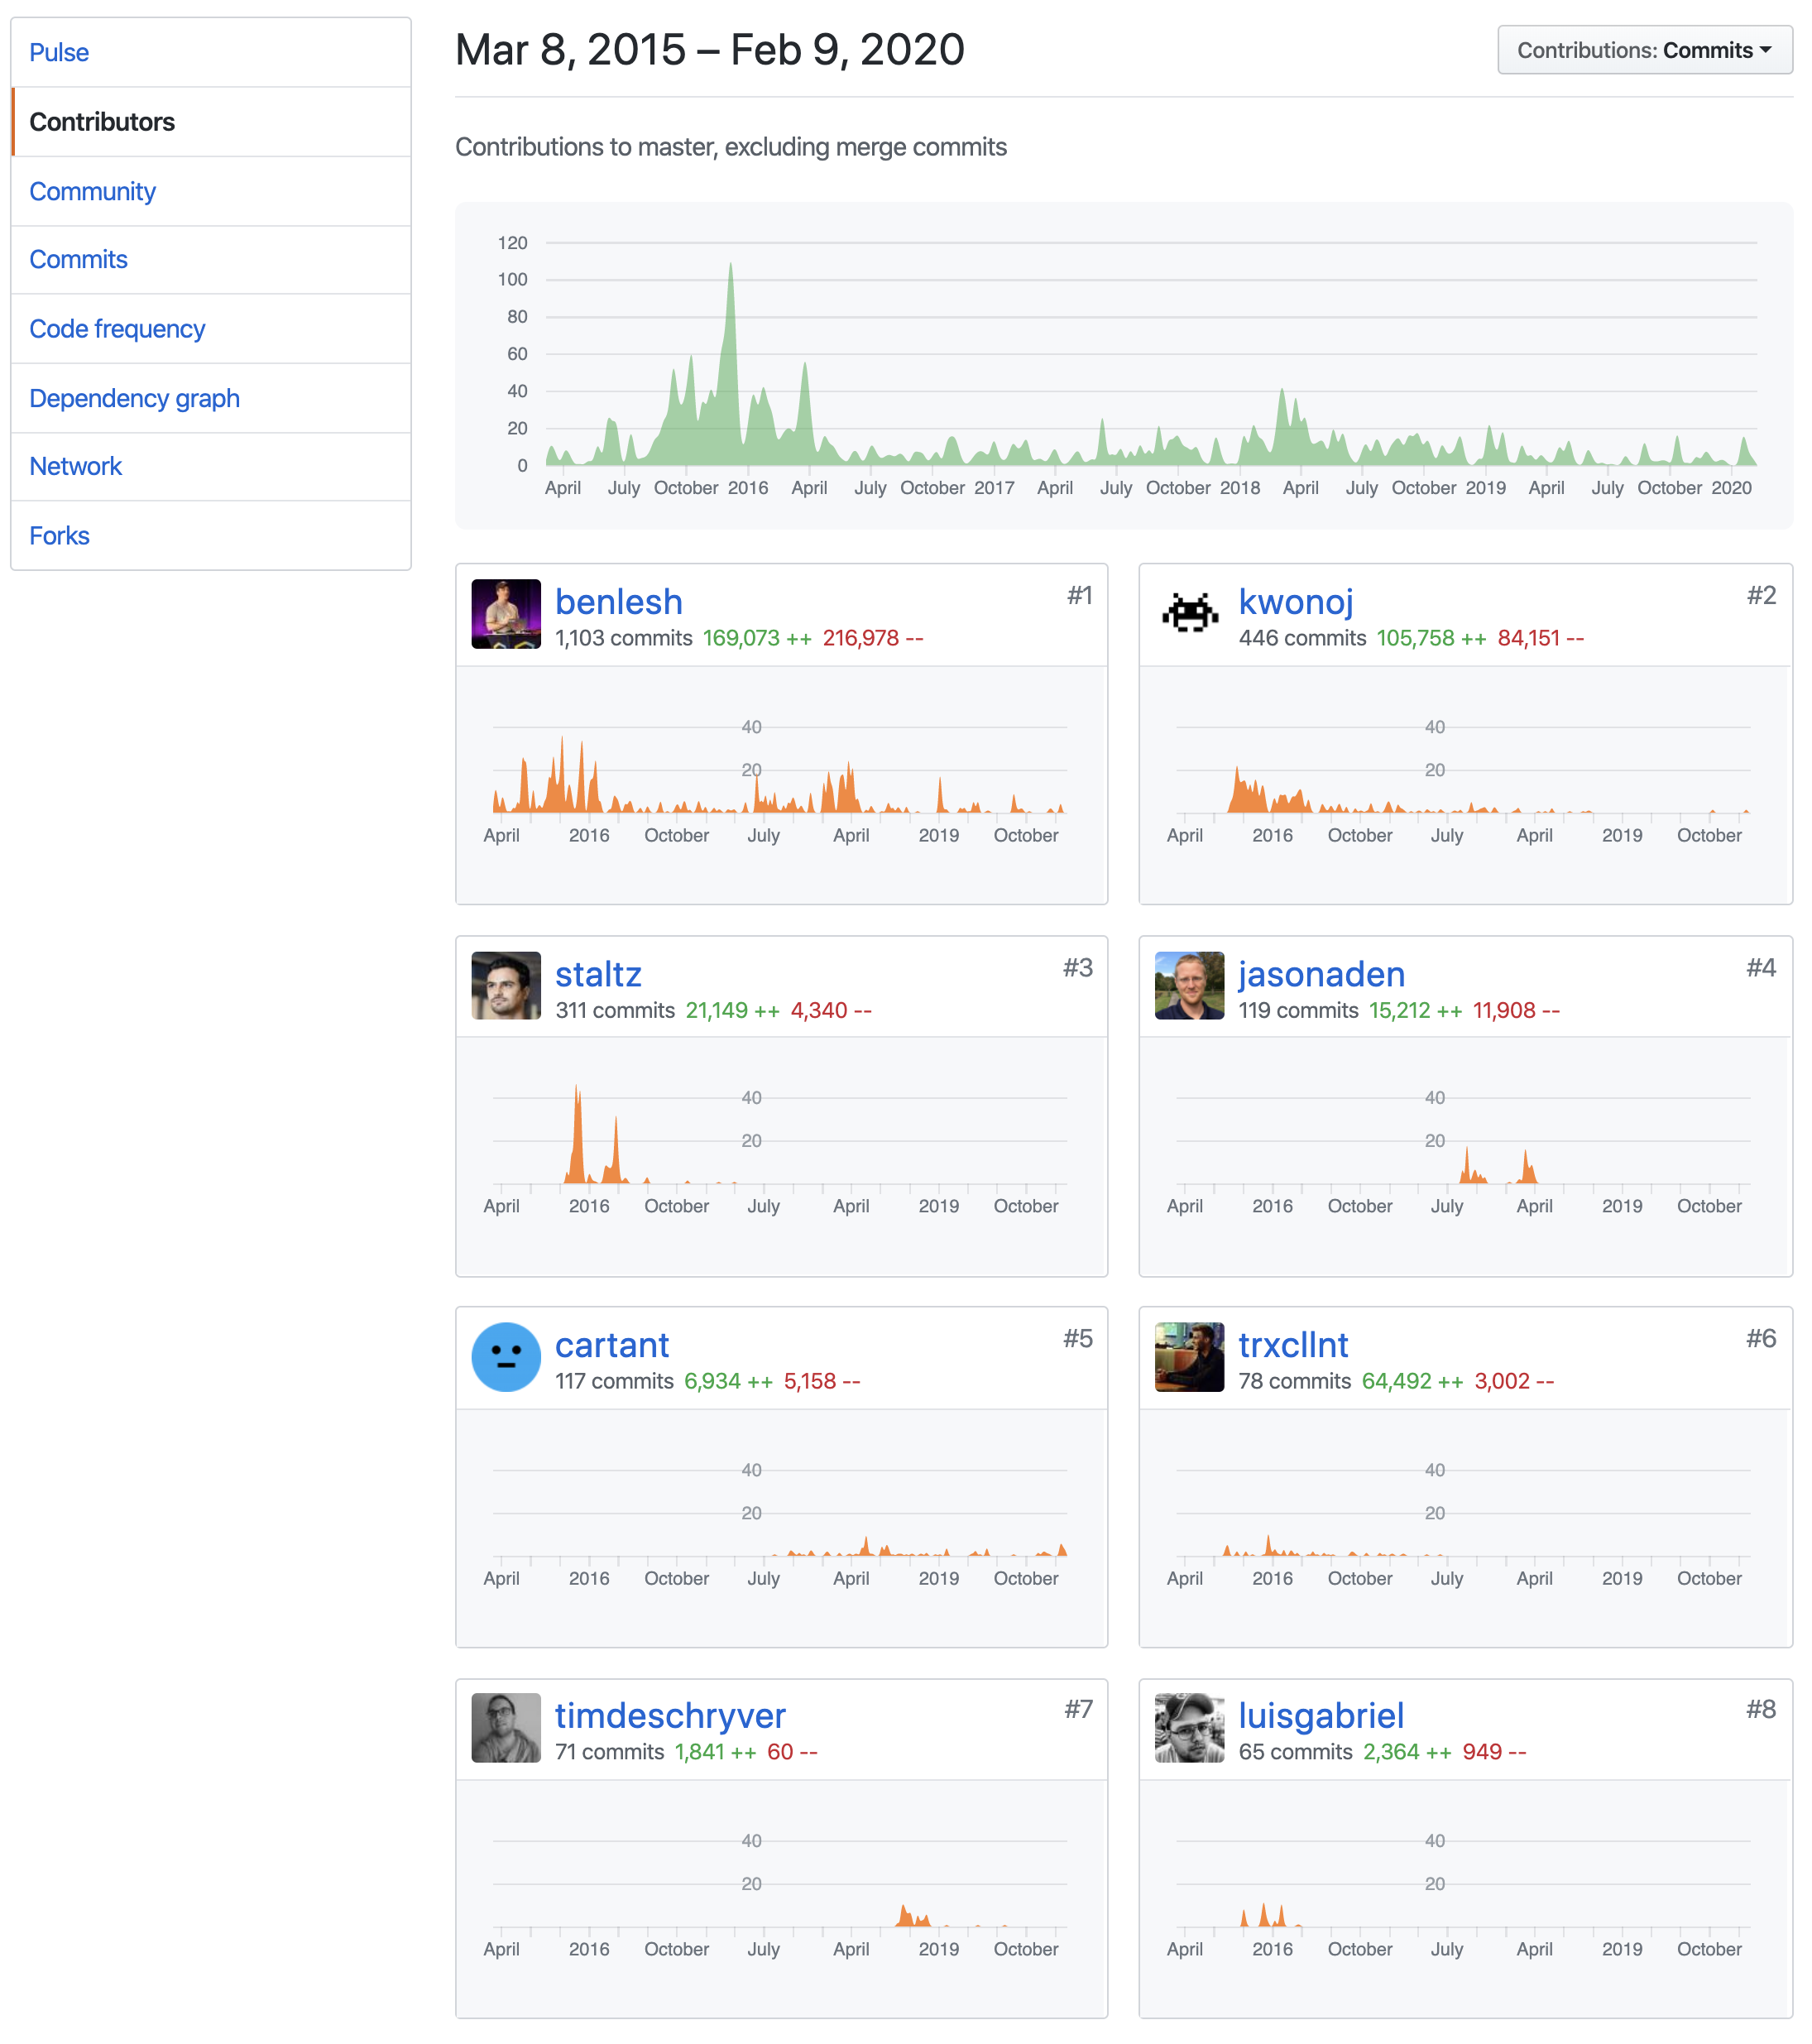 Pulse
Contributors
Community
Commits
Code frequency
Dependency graph
Network
Forks
Mar 8, 2015 – Feb 9, 2020
Contributions: Commits
Contributions to master, excluding merge commits
120
100
80
60
40
20
0
April July October 2016 April July October 2017 April July October 2018 April July October 2019 April July October 2020
benlesh #1
1,103 commits 169,073 ++ 216,978 --
40
20
April 2016 October July April 2019 October
kwonoj #2
446 commits 105,758 ++ 84,151 --
40
20
April 2016 October July April 2019 October
staltz #3
311 commits 21,149 ++ 4,340 --
40
20
April 2016 October July April 2019 October
jasonaden #4
119 commits 15,212 ++ 11,908 --
40
20
April 2016 October July April 2019 October
cartant #5
117 commits 6,934 ++ 5,158 --
40
20
April 2016 October July April 2019 October
trxcllnt #6
78 commits 64,492 ++ 3,002 --
40
20
April 2016 October July April 2019 October
timdeschryver #7
71 commits 1,841 ++ 60 --
40
20
April 2016 October July April 2019 October
luisgabriel #8
65 commits 2,364 ++ 949 --
40
20
April 2016 October July April 2019 October